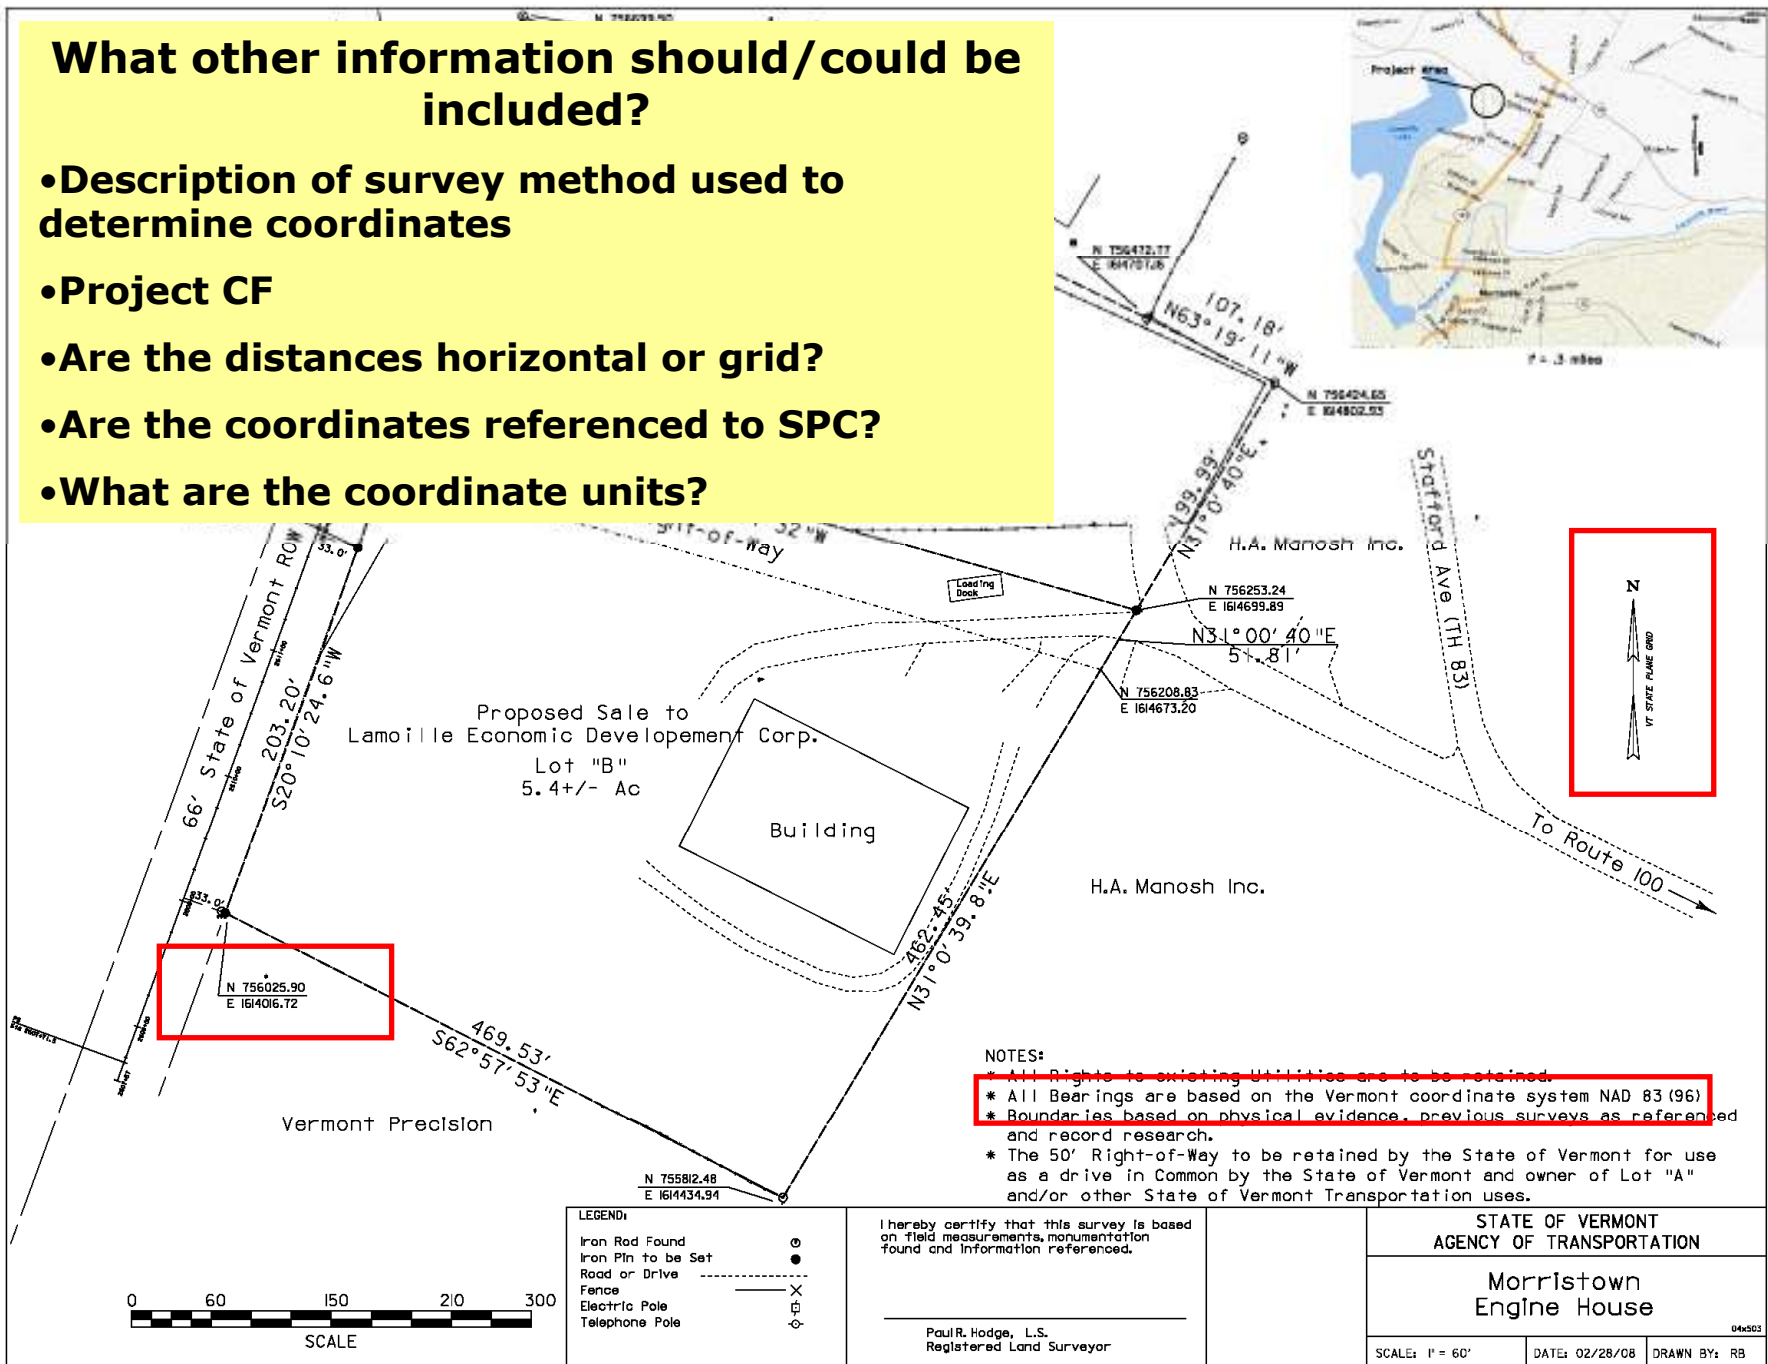 What other information should/could be
included?
•Description of survey method used to
determine coordinates
•Project CF
•Are the distances horizontal or grid?
•Are the coordinates referenced to SPC?
•What are the coordinate units?
Project Area
1" = .3 miles
N 756472.77
E 1614707.16
107.18'
N63°19'11"W
N 756424.65
E 1614802.93
199.99'
N31°0'40"E
H.A. Manosh Inc.
Stafford Ave (TH 83)
N
VT STATE PLANE GRID
33.0'
"W
-of-Way
Loading
Dock
N 756253.24
E 1614699.89
N31°00'40"E
51.81'
N 756208.83
E 1614673.20
66' State of Vermont ROW
203.20'
S20°10'24.6"W
Proposed Sale to
Lamoille Economic Developement Corp.
Lot "B"
5.4+/- Ac
Building
To Route 100
H.A. Manosh Inc.
462.45'
N31°0'39.8"E
33.0'
N 756025.90
E 1614016.72
469.53'
S62°57'53"E
Vermont Precision
N 755812.48
E 1614434.94
NOTES:
* All Rights to existing Utilities are to be retained.
* All Bearings are based on the Vermont coordinate system NAD 83 (96)
* Boundaries based on physical evidence, previous surveys as referenced
and record research.
* The 50' Right-of-Way to be retained by the State of Vermont for use
as a drive in Common by the State of Vermont and owner of Lot "A"
and/or other State of Vermont Transportation uses.
0 60 150 210 300
SCALE
LEGEND:
Iron Rod Found
Iron Pin to be Set
Road or Drive
Fence
Electric Pole
Telephone Pole
I hereby certify that this survey is based
on field measurements, monumentation
found and information referenced.
Paul R. Hodge, L.S.
Registered Land Surveyor
STATE OF VERMONT
AGENCY OF TRANSPORTATION
Morristown
Engine House
04x503
SCALE: 1" = 60'
DATE: 02/28/08
DRAWN BY: RB